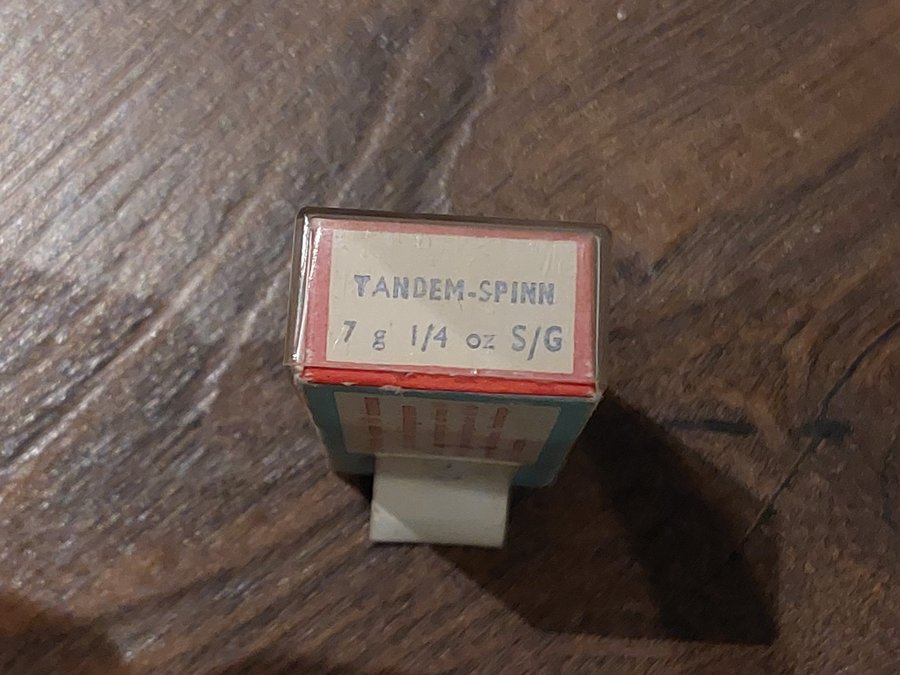 TANDEM-SPINN
7 g 1/4 oz S/G